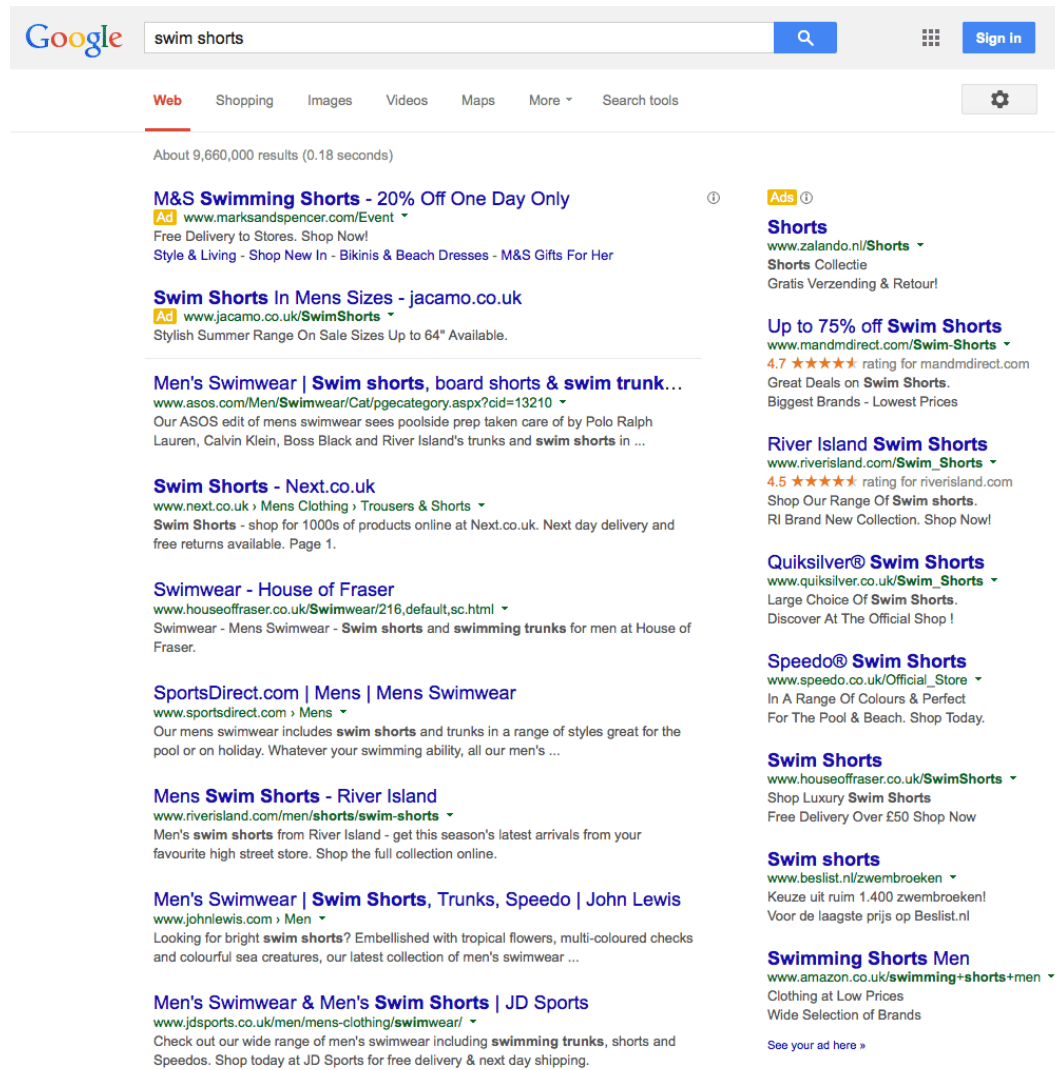 Google
swim shorts
Sign in
Web Shopping Images Videos Maps More Search tools
About 9,660,000 results (0.18 seconds)
M&S Swimming Shorts - 20% Off One Day Only
Ad www.marksandspencer.com/Event
Free Delivery to Stores. Shop Now!
Style & Living - Shop New In - Bikinis & Beach Dresses - M&S Gifts For Her
Swim Shorts In Mens Sizes - jacamo.co.uk
Ad www.jacamo.co.uk/SwimShorts
Stylish Summer Range On Sale Sizes Up to 64" Available.
Men's Swimwear | Swim shorts, board shorts & swim trunk...
www.asos.com/Men/Swimwear/Cat/pgecategory.aspx?cid=13210
Our ASOS edit of mens swimwear sees poolside prep taken care of by Polo Ralph
Lauren, Calvin Klein, Boss Black and River Island's trunks and swim shorts in ...
Swim Shorts - Next.co.uk
www.next.co.uk › Mens Clothing › Trousers & Shorts
Swim Shorts - shop for 1000s of products online at Next.co.uk. Next day delivery and
free returns available. Page 1.
Swimwear - House of Fraser
www.houseoffraser.co.uk/Swimwear/216,default,sc.html
Swimwear - Mens Swimwear - Swim shorts and swimming trunks for men at House of
Fraser.
SportsDirect.com | Mens | Mens Swimwear
www.sportsdirect.com › Mens
Our mens swimwear includes swim shorts and trunks in a range of styles great for the
pool or on holiday. Whatever your swimming ability, all our men's ...
Mens Swim Shorts - River Island
www.riverisland.com/men/shorts/swim-shorts
Men's swim shorts from River Island - get this season's latest arrivals from your
favourite high street store. Shop the full collection online.
Men's Swimwear | Swim Shorts, Trunks, Speedo | John Lewis
www.johnlewis.com › Men
Looking for bright swim shorts? Embellished with tropical flowers, multi-coloured checks
and colourful sea creatures, our latest collection of men's swimwear ...
Men's Swimwear & Men's Swim Shorts | JD Sports
www.jdsports.co.uk/men/mens-clothing/swimwear/
Check out our wide range of men's swimwear including swimming trunks, shorts and
Speedos. Shop today at JD Sports for free delivery & next day shipping.
Ads
Shorts
www.zalando.nl/Shorts
Shorts Collectie
Gratis Verzending & Retour!
Up to 75% off Swim Shorts
www.mandmdirect.com/Swim-Shorts
4.7 ★★★★★ rating for mandmdirect.com
Great Deals on Swim Shorts.
Biggest Brands - Lowest Prices
River Island Swim Shorts
www.riverisland.com/Swim_Shorts
4.5 ★★★★★ rating for riverisland.com
Shop Our Range Of Swim shorts.
RI Brand New Collection. Shop Now!
Quiksilver® Swim Shorts
www.quiksilver.co.uk/Swim_Shorts
Large Choice Of Swim Shorts.
Discover At The Official Shop !
Speedo® Swim Shorts
www.speedo.co.uk/Official_Store
In A Range Of Colours & Perfect
For The Pool & Beach. Shop Today.
Swim Shorts
www.houseoffraser.co.uk/SwimShorts
Shop Luxury Swim Shorts
Free Delivery Over £50 Shop Now
Swim shorts
www.beslist.nl/zwembroeken
Keuze uit ruim 1.400 zwembroeken!
Voor de laagste prijs op Beslist.nl
Swimming Shorts Men
www.amazon.co.uk/swimming+shorts+men
Clothing at Low Prices
Wide Selection of Brands
See your ad here »